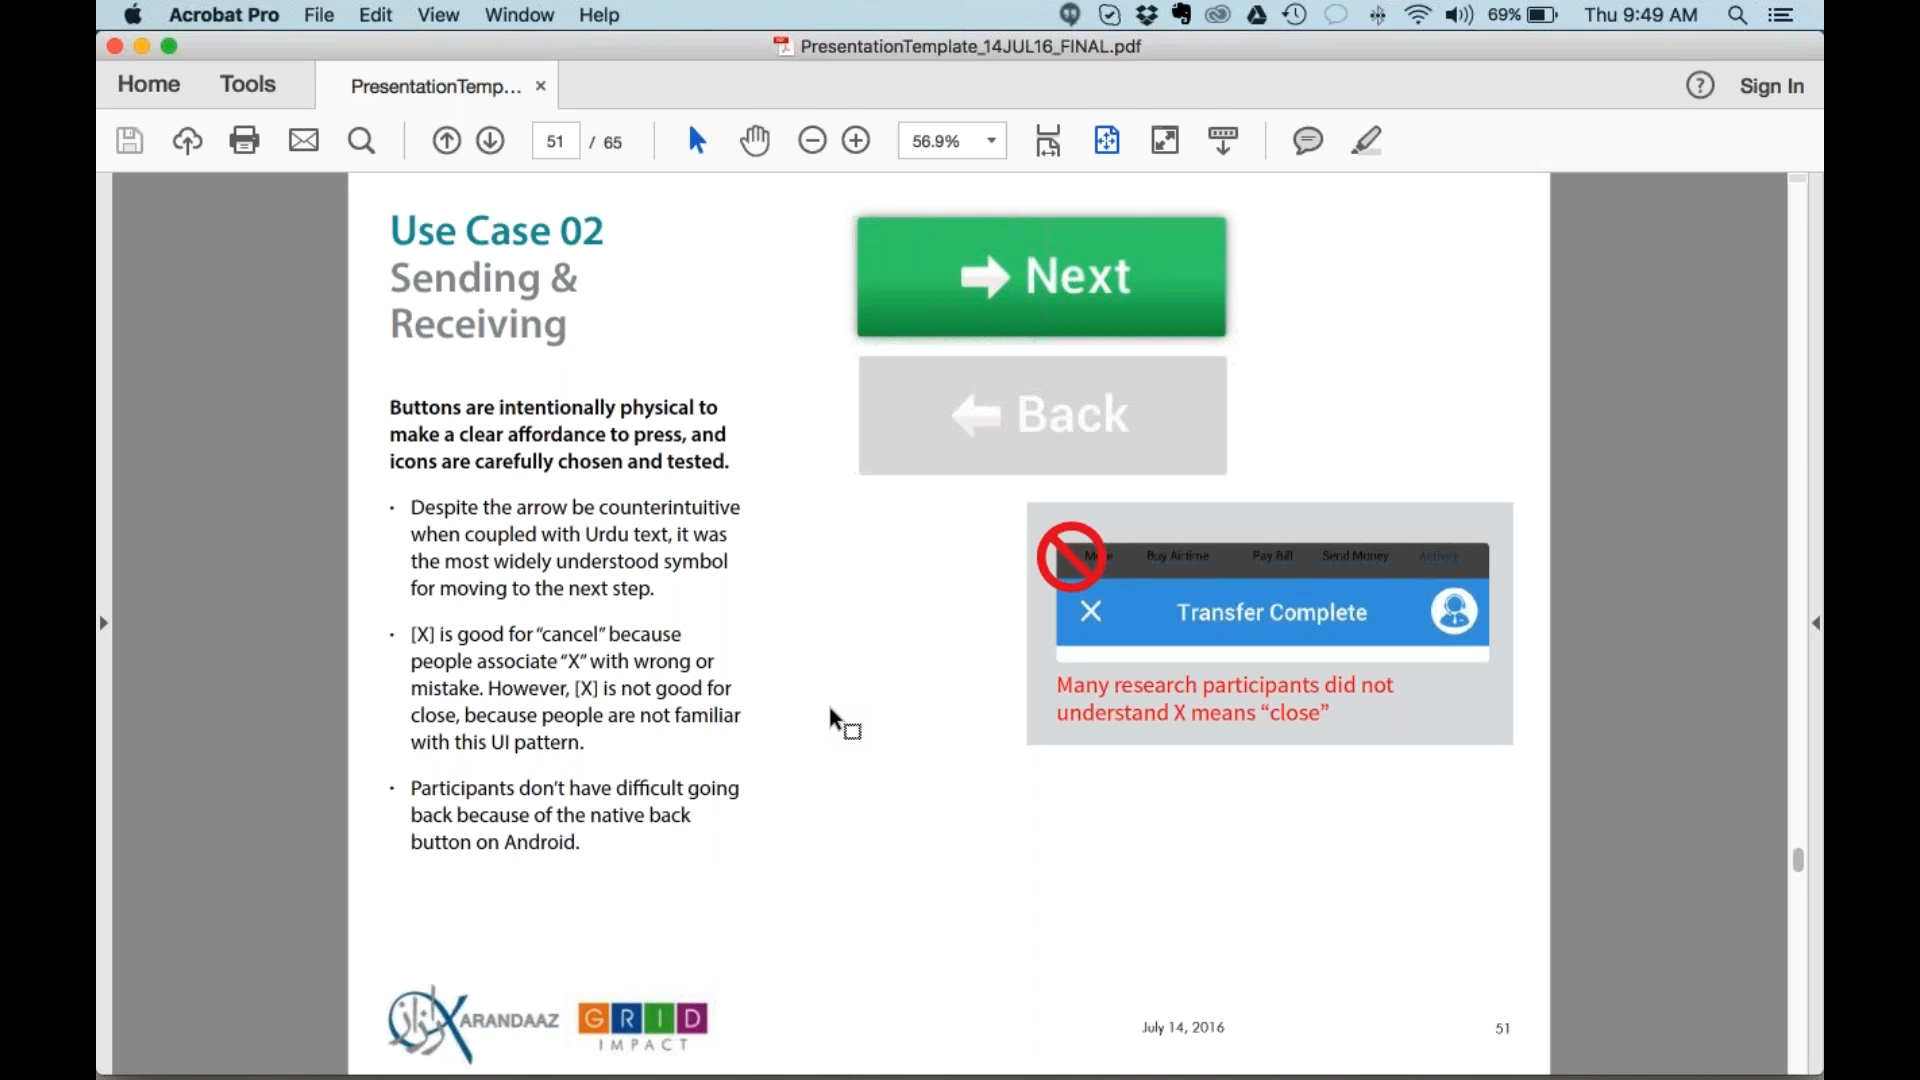 Acrobat Pro File Edit View Window Help 69% Thu 9:49 AM
PresentationTemplate_14JUL16_FINAL.pdf
Home Tools PresentationTemp... × ? Sign In
51 / 65 56.9%
Use Case 02
Sending &
Receiving
Buttons are intentionally physical to
make a clear affordance to press, and
icons are carefully chosen and tested.
· Despite the arrow be counterintuitive
when coupled with Urdu text, it was
the most widely understood symbol
for moving to the next step.
· [X] is good for “cancel” because
people associate “X” with wrong or
mistake. However, [X] is not good for
close, because people are not familiar
with this UI pattern.
· Participants don’t have difficult going
back because of the native back
button on Android.
Next
Back
Buy Airtime Pay Bill Send Money Activity
Transfer Complete
Many research participants did not
understand X means “close”
KARANDAAZ
GRID
IMPACT
July 14, 2016
51